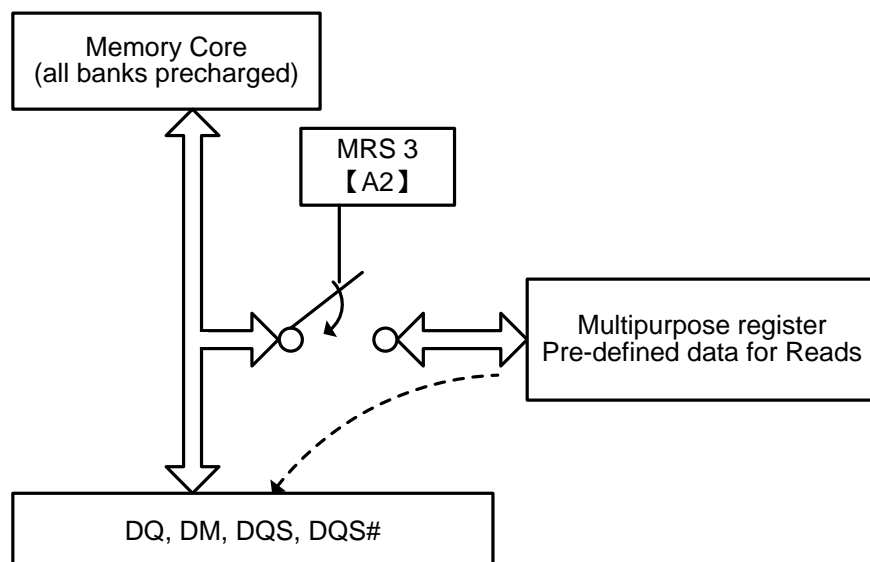 Memory Core
(all banks precharged)
MRS 3
【A2】
Multipurpose register
Pre-defined data for Reads
DQ, DM, DQS, DQS#